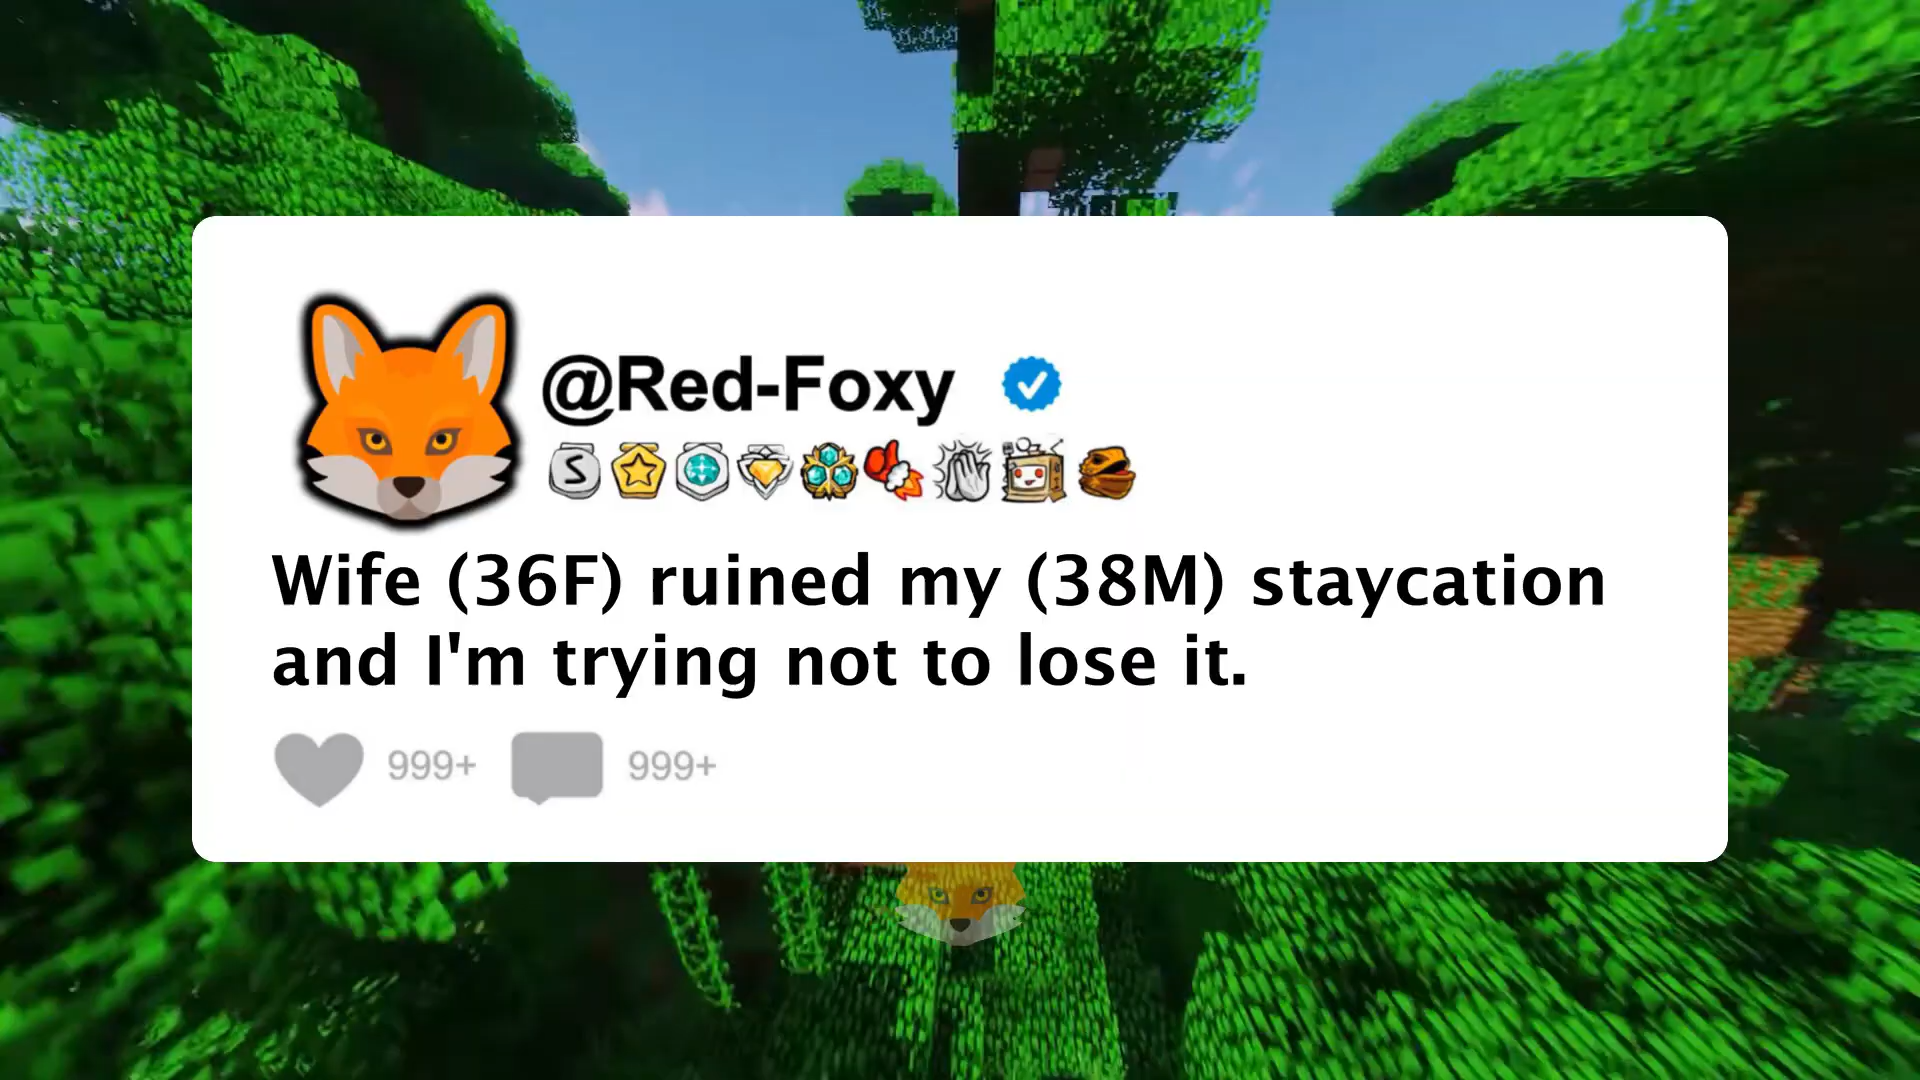 @Red-Foxy
S
Wife (36F) ruined my (38M) staycation
and I'm trying not to lose it.
999+ 999+